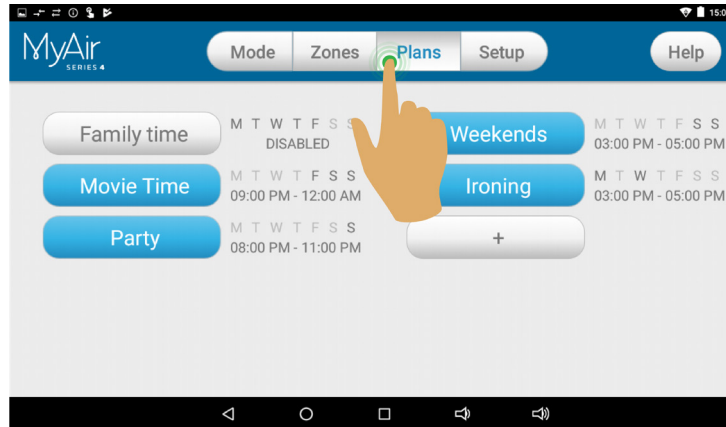 15:0
MyAir
SERIES 4
Mode Zones Plans Setup Help
Family time
M T W T F S S
DISABLED
Weekends
M T W T F S S
03:00 PM - 05:00 PM
Movie Time
M T W T F S S
09:00 PM - 12:00 AM
Ironing
M T W T F S S
03:00 PM - 05:00 PM
Party
M T W T F S S
08:00 PM - 11:00 PM
+